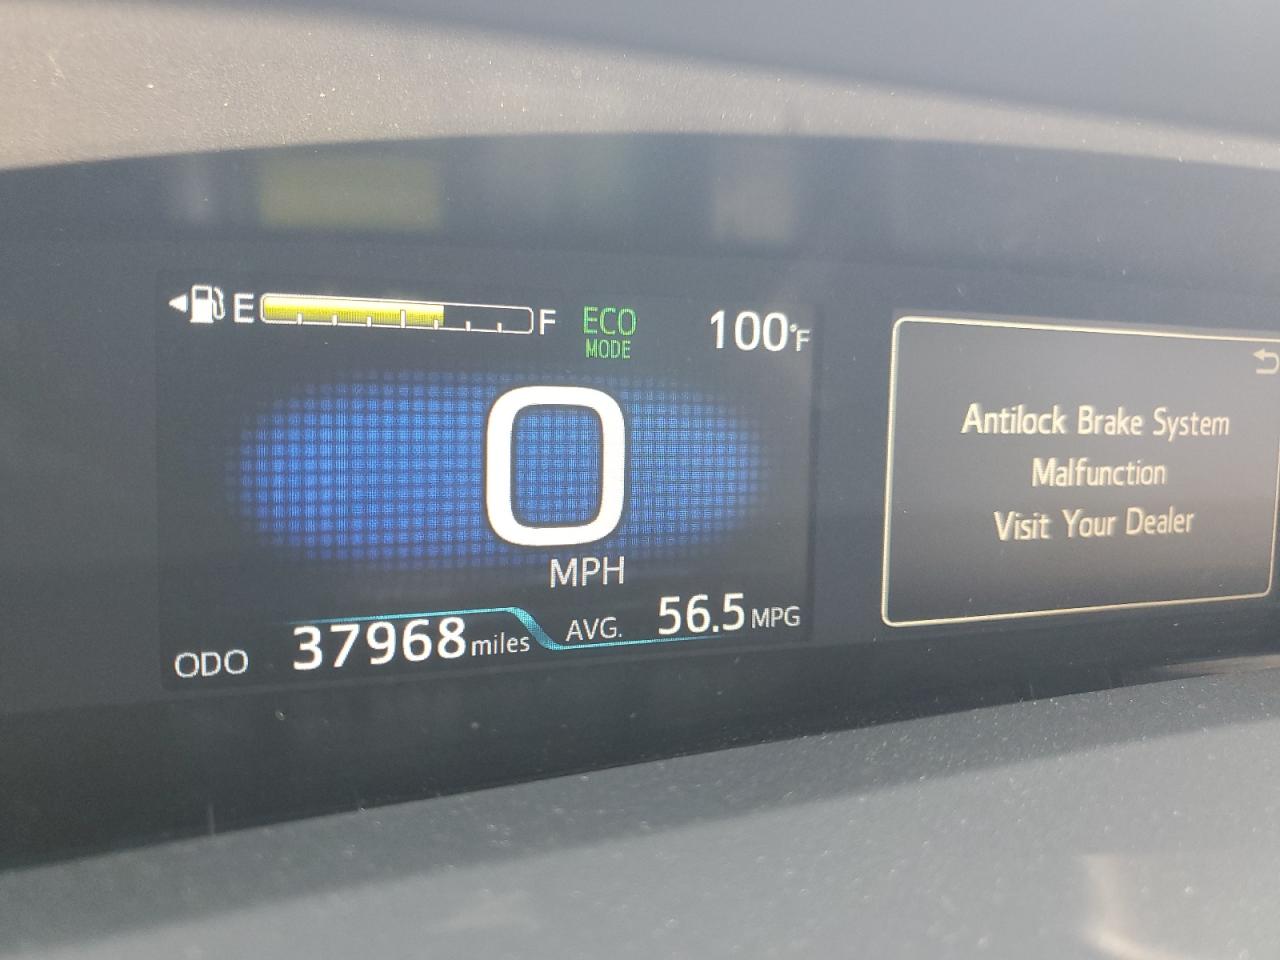 E F ECO 100°F
MODE
0
MPH
ODO 37968 miles AVG. 56.5 MPG
Antilock Brake System
Malfunction
Visit Your Dealer